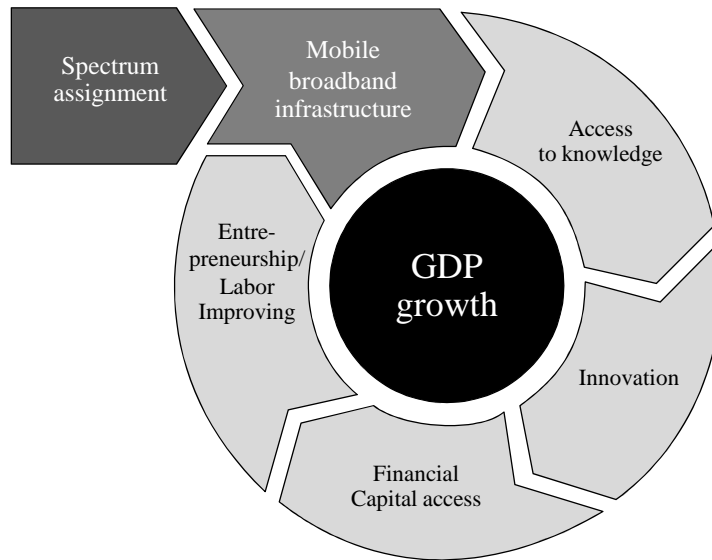 Spectrum
assignment
Mobile
broadband
infrastructure
Access
to knowledge
Innovation
Financial
Capital access
Entre-
preneurship/
Labor
Improving
GDP
growth